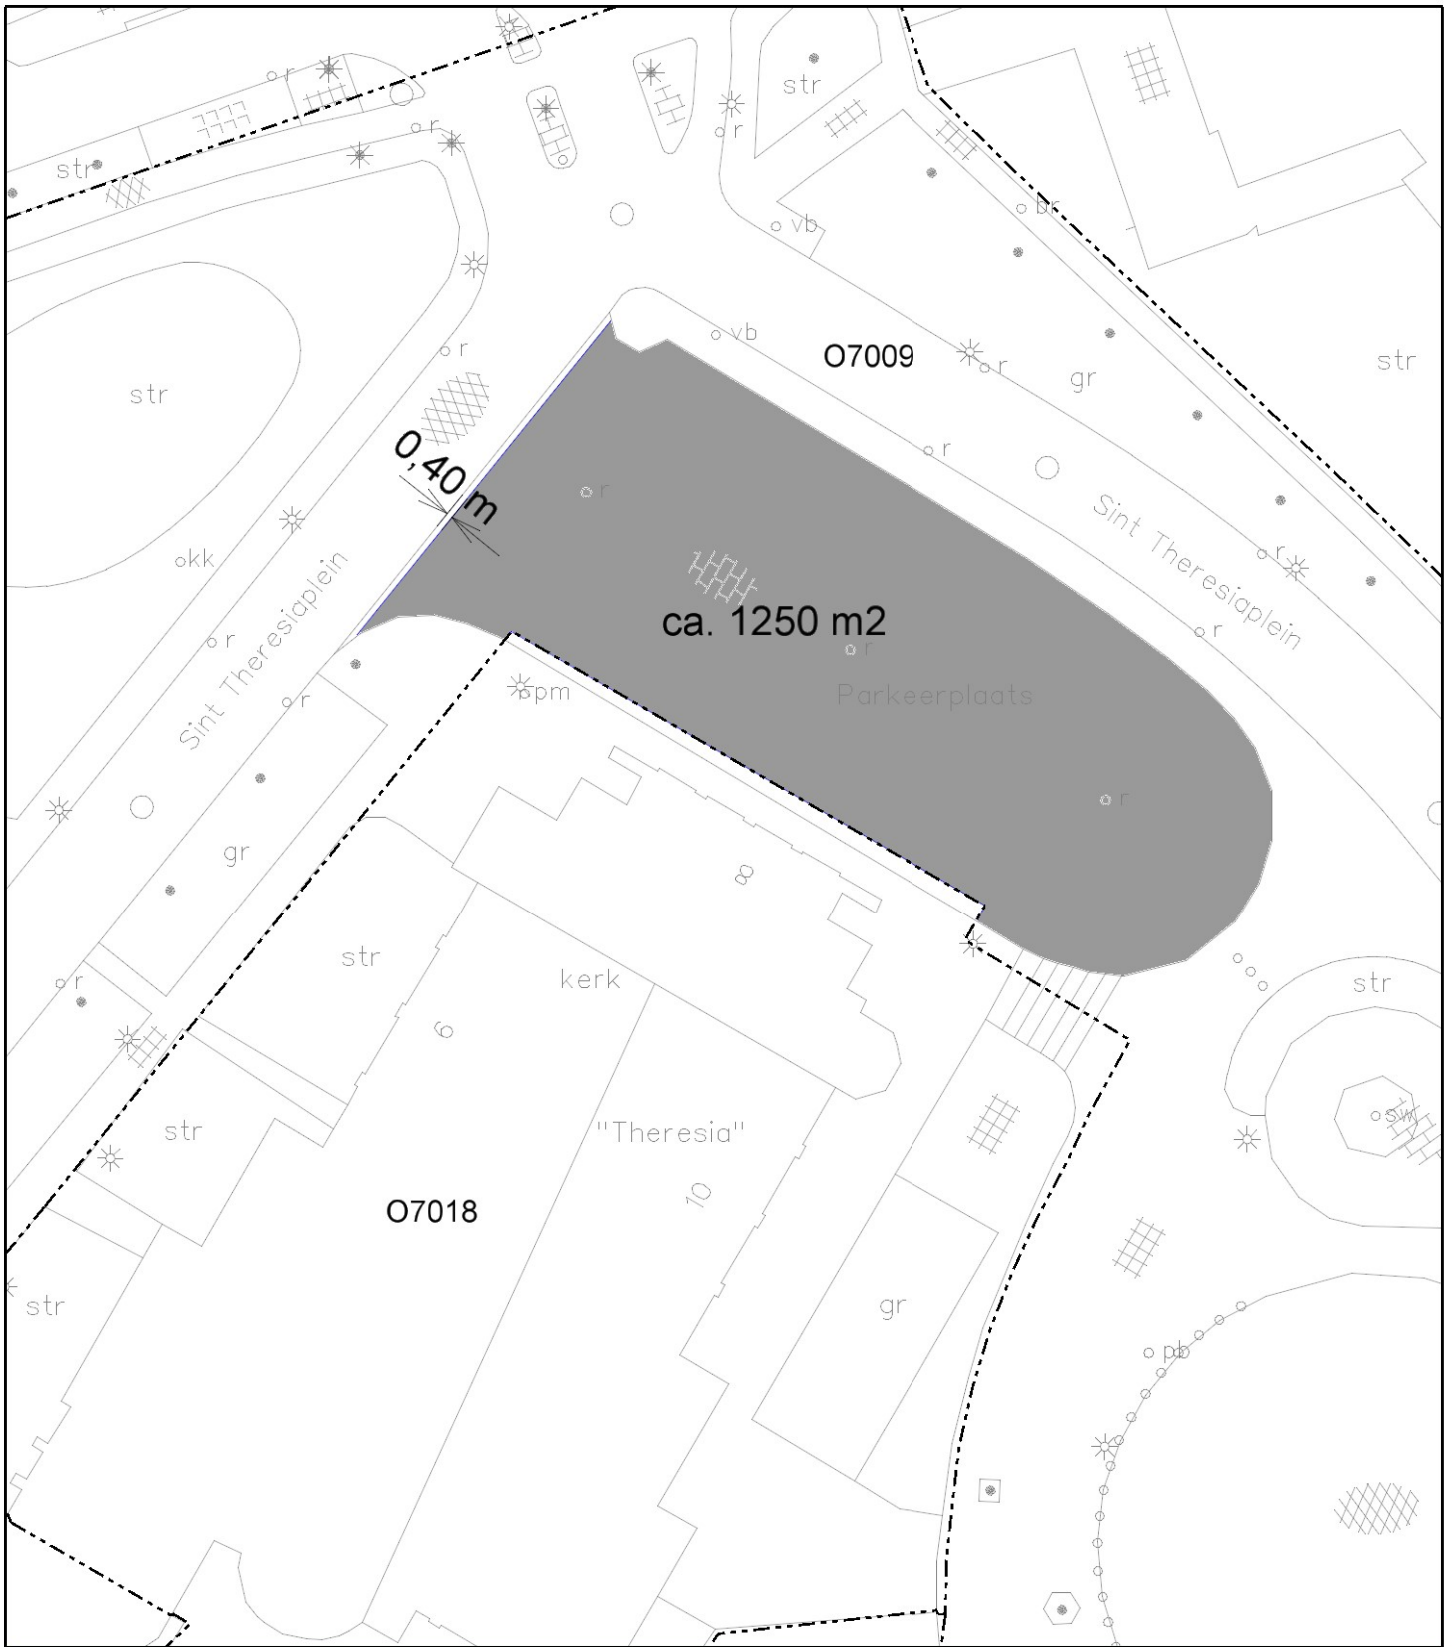 r
r
str
r
str
br
vb
vb
r
O7009
r
gr
str
str
0,40 m
r
r
Sint Theresiaplein
r
okk
Sint Theresiaplein
ca. 1250 m2
r
r
r
r
pm
Parkeerplaats
r
gr
8
str
kerk
r
str
6
str
"Theresia"
sw
10
O7018
str
gr
pb